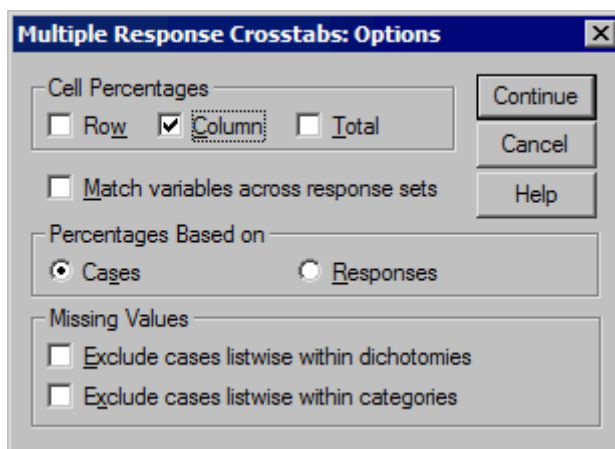 Multiple Response Crosstabs: Options
Cell Percentages
Row Column Total
Continue
Cancel
Match variables across response sets
Help
Percentages Based on
Cases Responses
Missing Values
Exclude cases listwise within dichotomies
Exclude cases listwise within categories